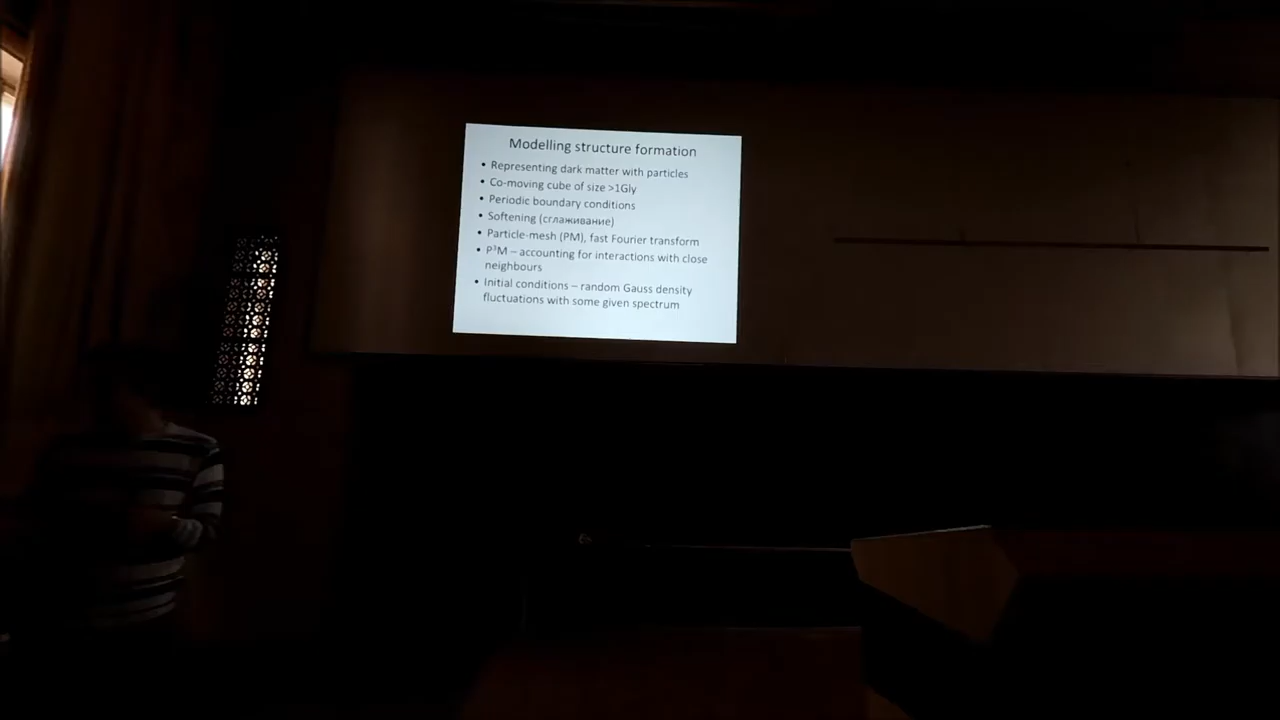 Modelling structure formation
• Representing dark matter with particles
• Co-moving cube of size >1Gly
• Periodic boundary conditions
• Softening (сглаживание)
• Particle-mesh (PM), fast Fourier transform
• P³M – accounting for interactions with close
neighbours
• Initial conditions – random Gauss density
fluctuations with some given spectrum